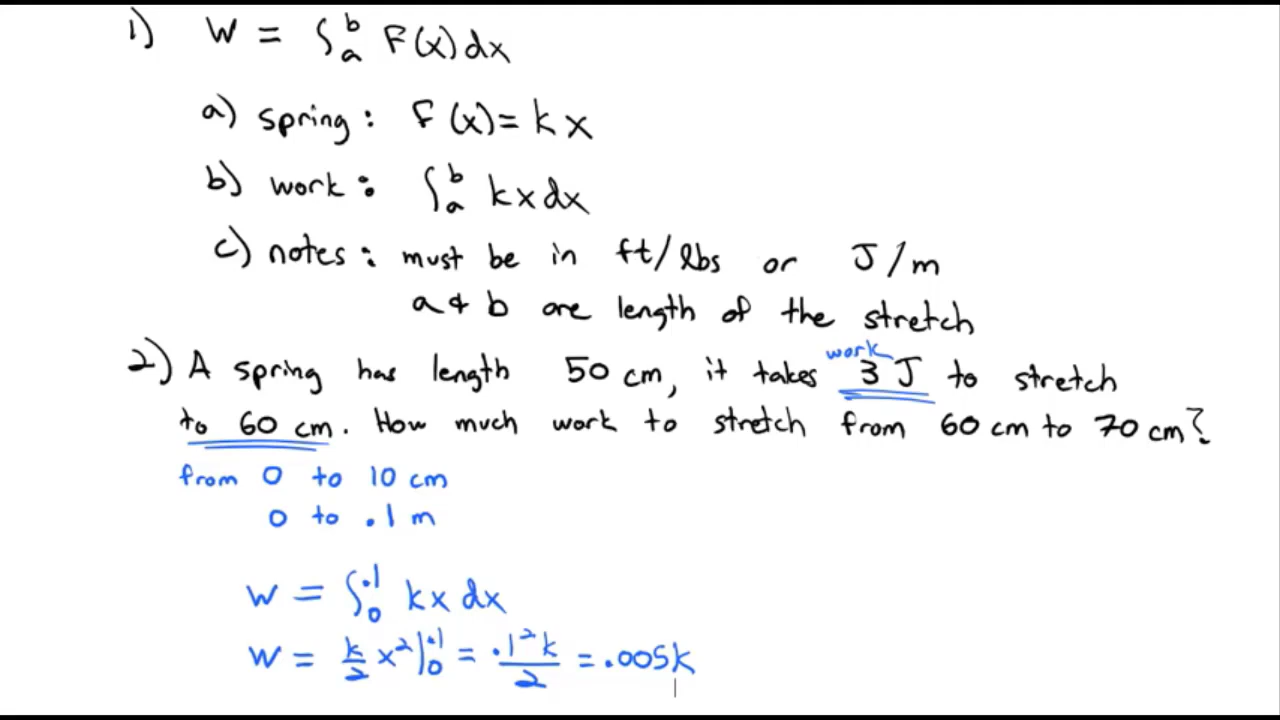 1) W = ∫ₐᵇ F(x)dx
a) spring: F(x)= kx
b) work: ∫ₐᵇ kxdx
c) notes: must be in ft/lbs or J/m
a & b are length of the stretch
work
2) A spring has length 50 cm, it takes 3 J to stretch
to 60 cm. How much work to stretch from 60 cm to 70 cm?
from 0 to 10 cm
0 to .1 m
W = ∫₀^.1 kx dx
W = k/2 x²|₀^.1 = .1²k/2 = .005k